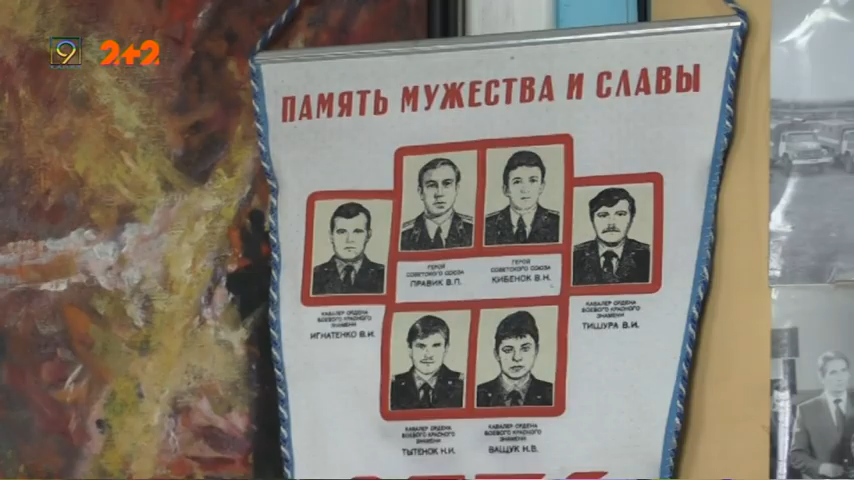 9 2+2
ПАМЯТЬ МУЖЕСТВА И СЛАВЫ
ГЕРОЙ
СОВЕТСКОГО СОЮЗА
ПРАВИК В.П.
ГЕРОЙ
СОВЕТСКОГО СОЮЗА
КИБЕНОК В.Н.
КАВАЛЕР ОРДЕНА
БОЕВОГО КРАСНОГО
ЗНАМЕНИ
ИГНАТЕНКО В.И.
КАВАЛЕР ОРДЕНА
БОЕВОГО КРАСНОГО
ЗНАМЕНИ
ТИШУРА В.И.
КАВАЛЕР ОРДЕНА
БОЕВОГО КРАСНОГО
ЗНАМЕНИ
ТЫТЕНОК Н.И.
КАВАЛЕР ОРДЕНА
БОЕВОГО КРАСНОГО
ЗНАМЕНИ
ВАЩУК Н.В.